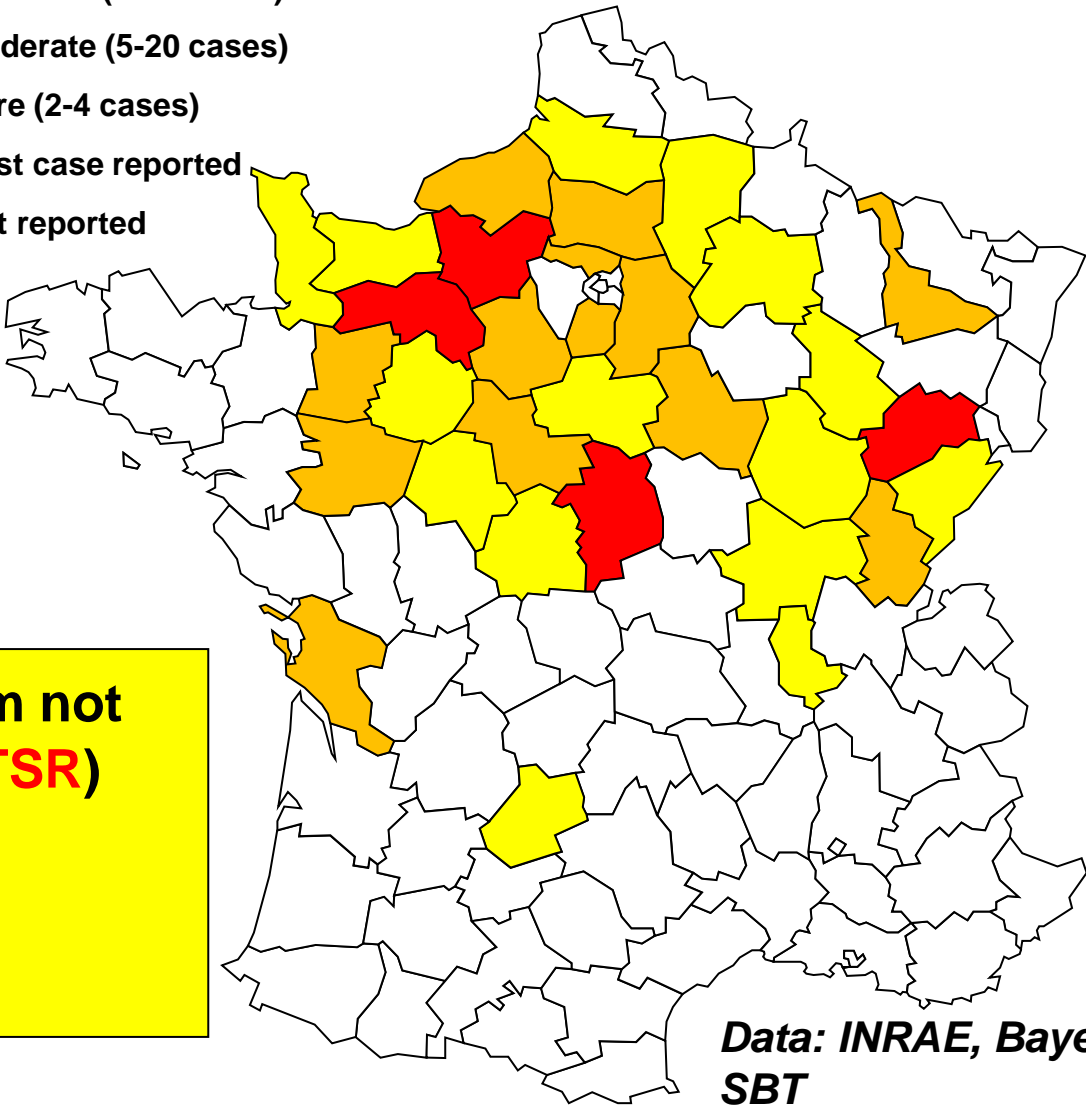 derate (5-20 cases)
re (2-4 cases)
st case reported
t reported
m not
TSR)
Data: INRAE, Baye
SBT